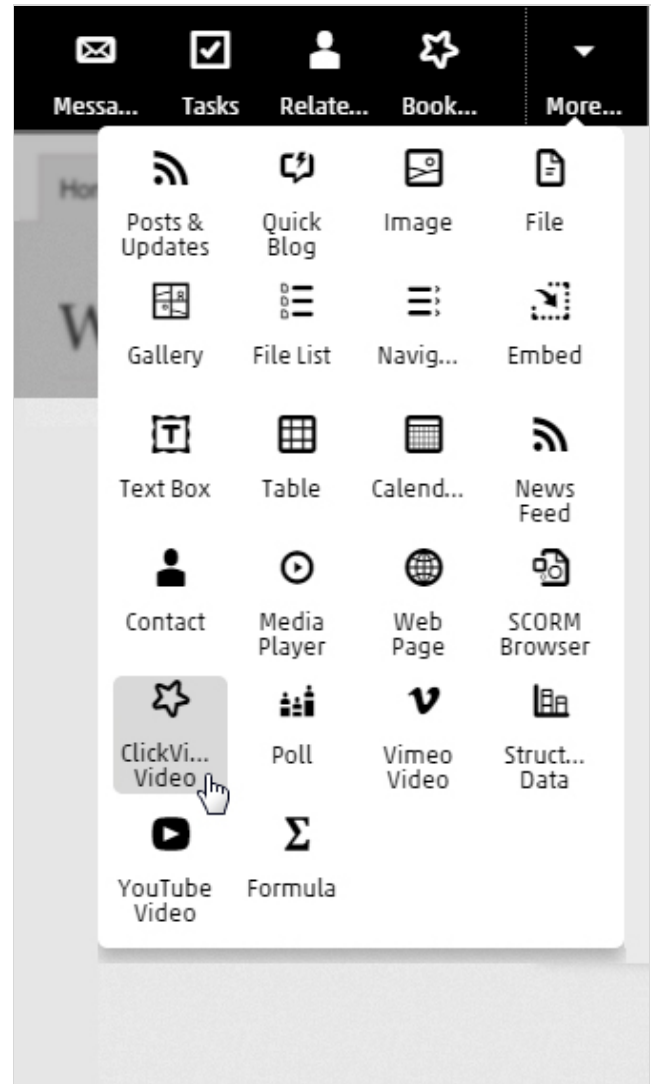 Messa... Tasks Relate... Book... More...
Hor
W
Posts & Updates
Quick Blog
Image
File
Gallery
File List
Navig...
Embed
Text Box
Table
Calend...
News Feed
Contact
Media Player
Web Page
SCORM Browser
ClickVi... Video
Poll
Vimeo Video
Struct... Data
YouTube Video
Formula